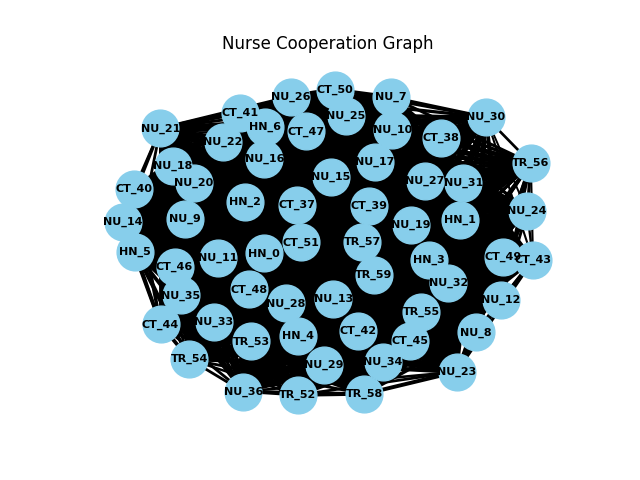 Nurse Cooperation Graph
CT_50
NU_26
NU_7
CT_41
NU_25
NU_30
HN_6
NU_21
CT_47
NU_10
CT_38
NU_22
NU_16
NU_17
TR_56
NU_18
NU_15
NU_27
NU_31
NU_20
CT_40
HN_2
CT_37
CT_39
NU_24
NU_9
HN_1
NU_14
NU_19
CT_51
TR_57
HN_5
HN_0
NU_11
CT_49
HN_3
CT_43
CT_46
TR_59
NU_32
CT_48
NU_35
NU_13
NU_12
NU_28
TR_55
NU_33
CT_44
CT_42
NU_8
HN_4
TR_53
CT_45
TR_54
NU_34
NU_29
NU_23
NU_36
TR_58
TR_52